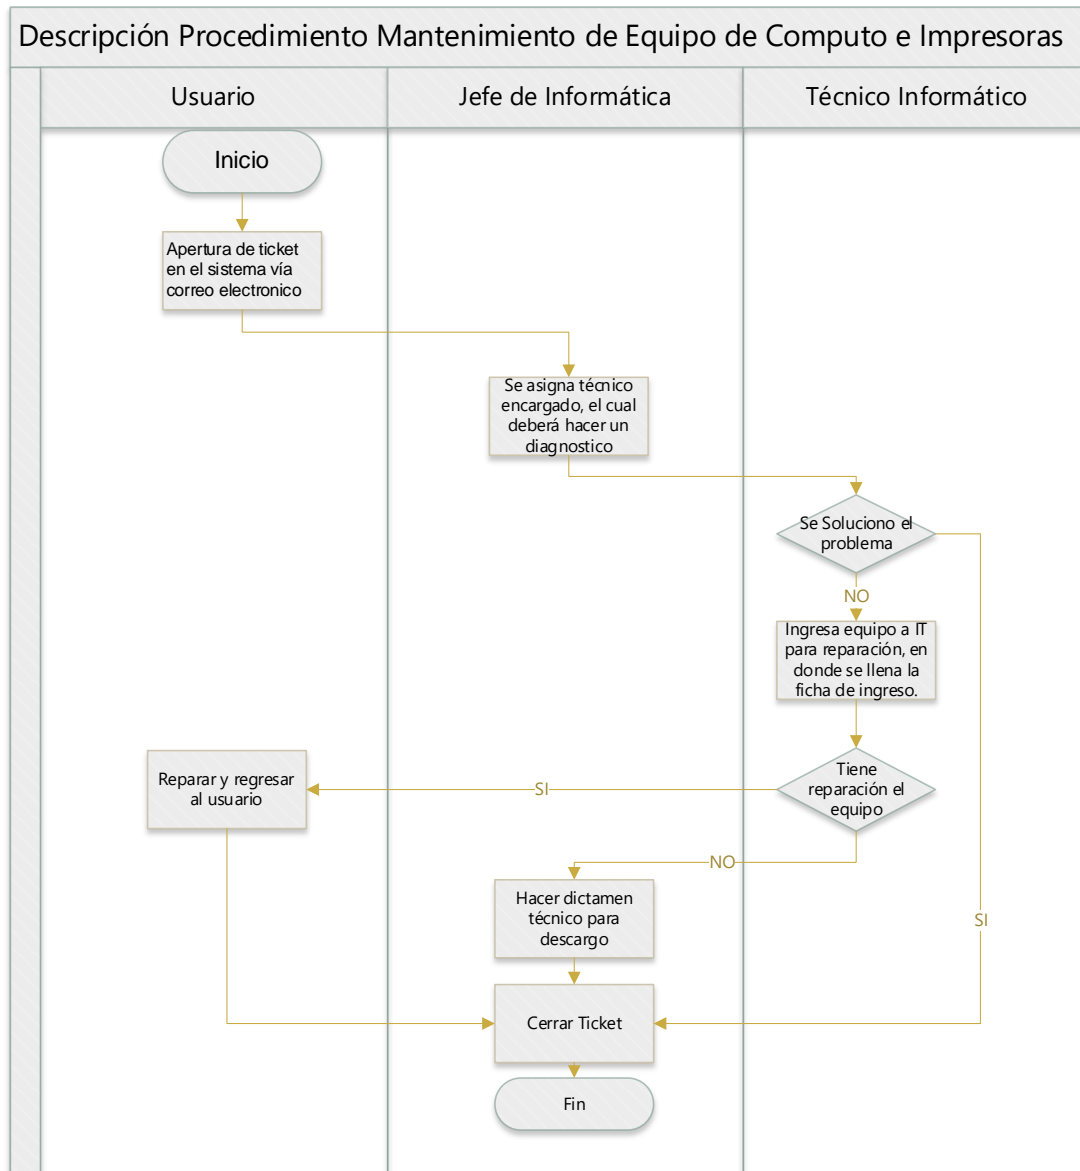 Descripción Procedimiento Mantenimiento de Equipo de Computo e Impresoras
Usuario
Jefe de Informática
Técnico Informático
Inicio
Apertura de ticket
en el sistema vía
correo electronico
Se asigna técnico
encargado, el cual
deberá hacer un
diagnostico
Se Soluciono el
problema
NO
Ingresa equipo a IT
para reparación, en
donde se llena la
ficha de ingreso.
Tiene
reparación el
equipo
SI
Reparar y regresar
al usuario
NO
Hacer dictamen
técnico para
descargo
SI
Cerrar Ticket
Fin